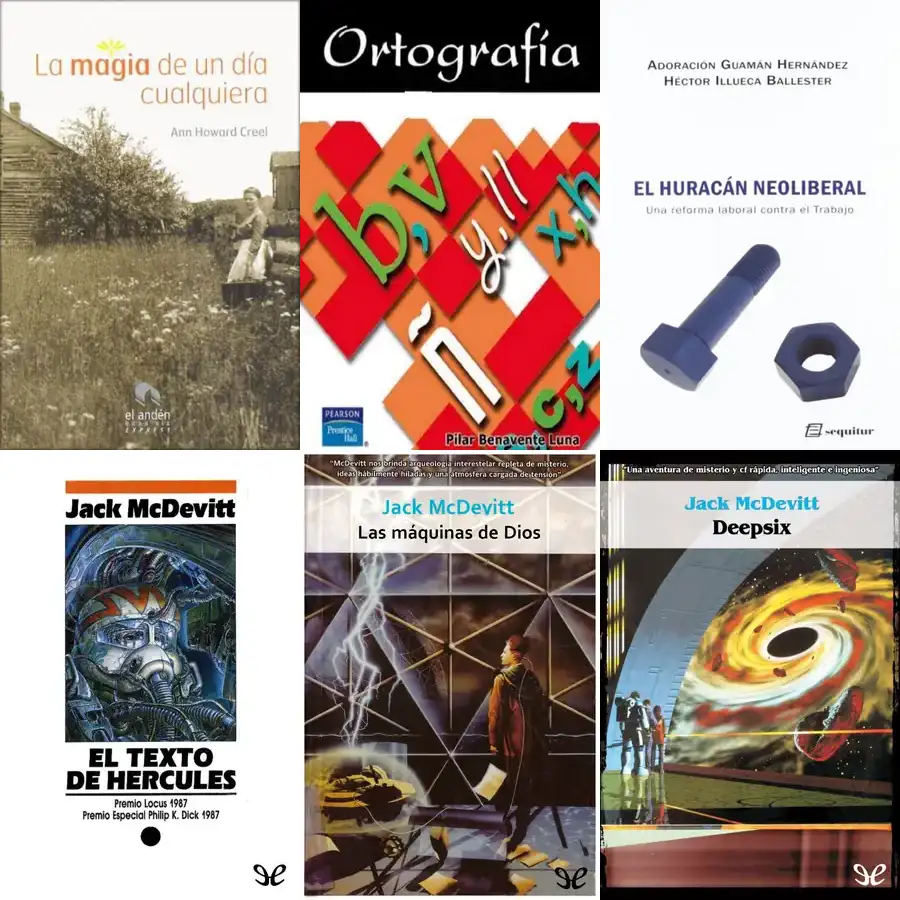 La magia de un día
cualquiera
Ann Howard Creel
el andén
EXPRESS
Ortografía
b,v
y,ll
x,h
ñ
c,z
PEARSON
Prentice
Hall
Pilar Benavente Luna
ADORACIÓN GUAMÁN HERNÁNDEZ
HÉCTOR ILLUECA BALLESTER
EL HURACÁN NEOLIBERAL
Una reforma laboral contra el Trabajo
sequitur
Jack McDevitt
EL TEXTO
DE HERCULES
Premio Locus 1987
Premio Especial Philip K. Dick 1987
"McDevitt nos brinda arqueología interestelar repleta de misterio,
ideas hábilmente hiladas y una atmósfera cargada de tensión"
Jack McDevitt
Las máquinas de Dios
"Una aventura de misterio y cf rápida, inteligente e ingeniosa"
Jack McDevitt
Deepsix